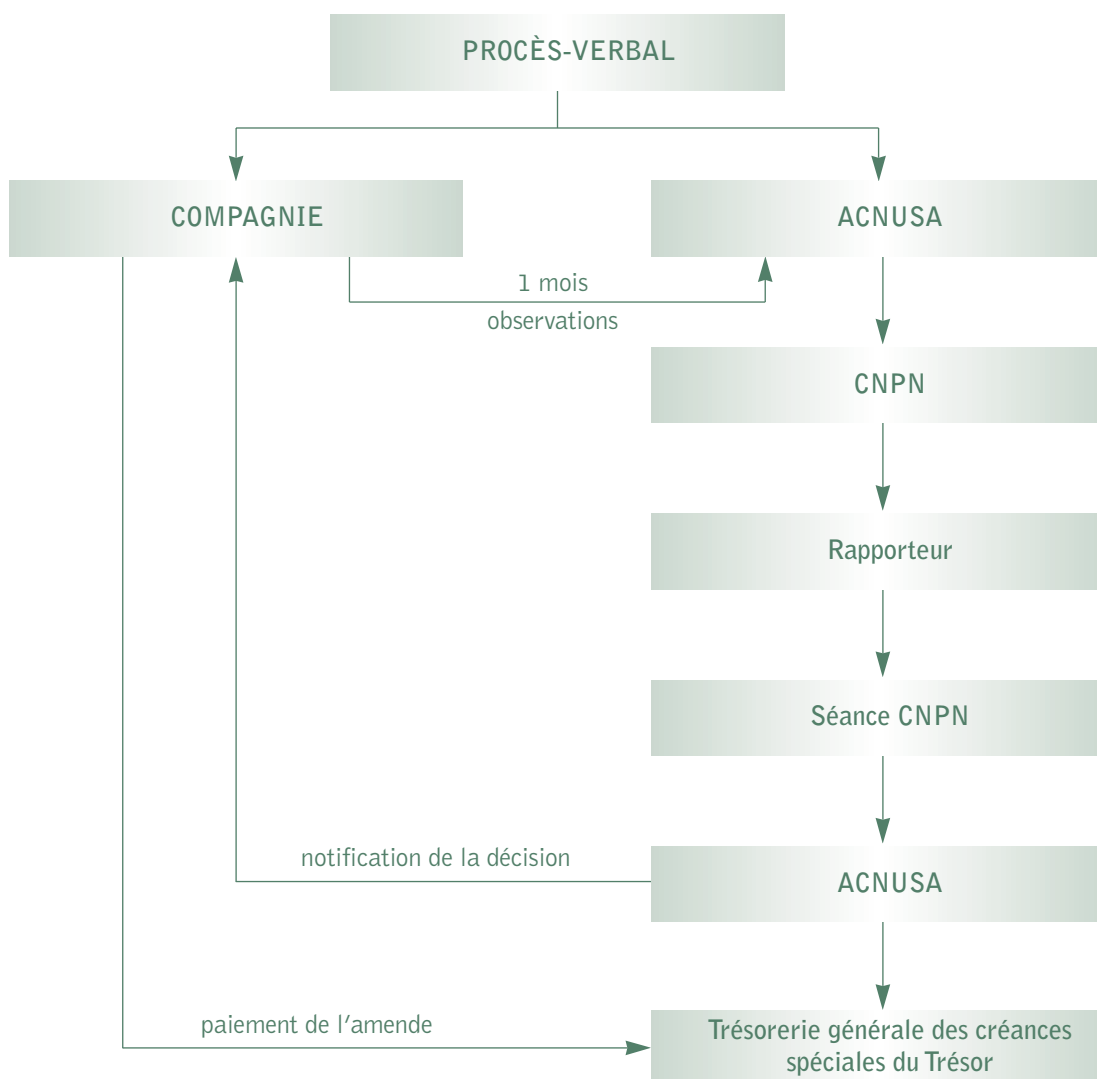 PROCÈS-VERBAL
COMPAGNIE
ACNUSA
1 mois
observations
CNPN
Rapporteur
Séance CNPN
notification de la décision
ACNUSA
paiement de l'amende
Trésorerie générale des créances
spéciales du Trésor